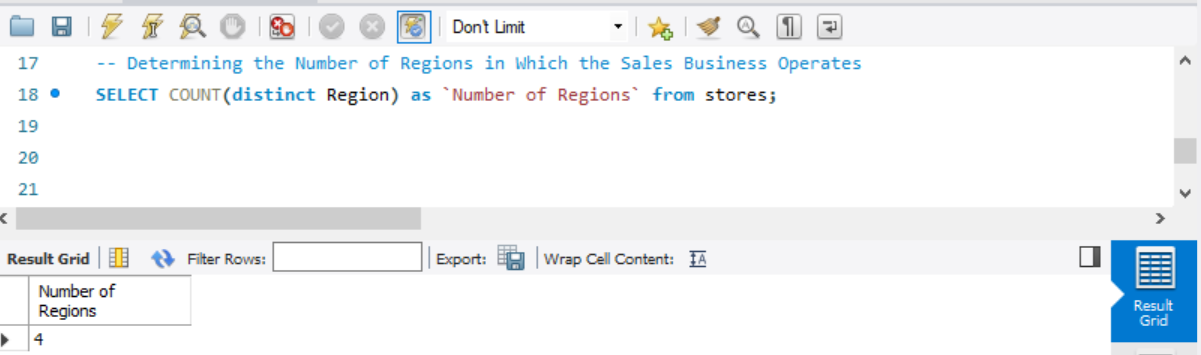 Don't Limit
17 -- Determining the Number of Regions in Which the Sales Business Operates
18 SELECT COUNT(distinct Region) as `Number of Regions` from stores;
19
20
21
Result Grid Filter Rows: Export: Wrap Cell Content: IA
Number of
Regions
4
Result
Grid